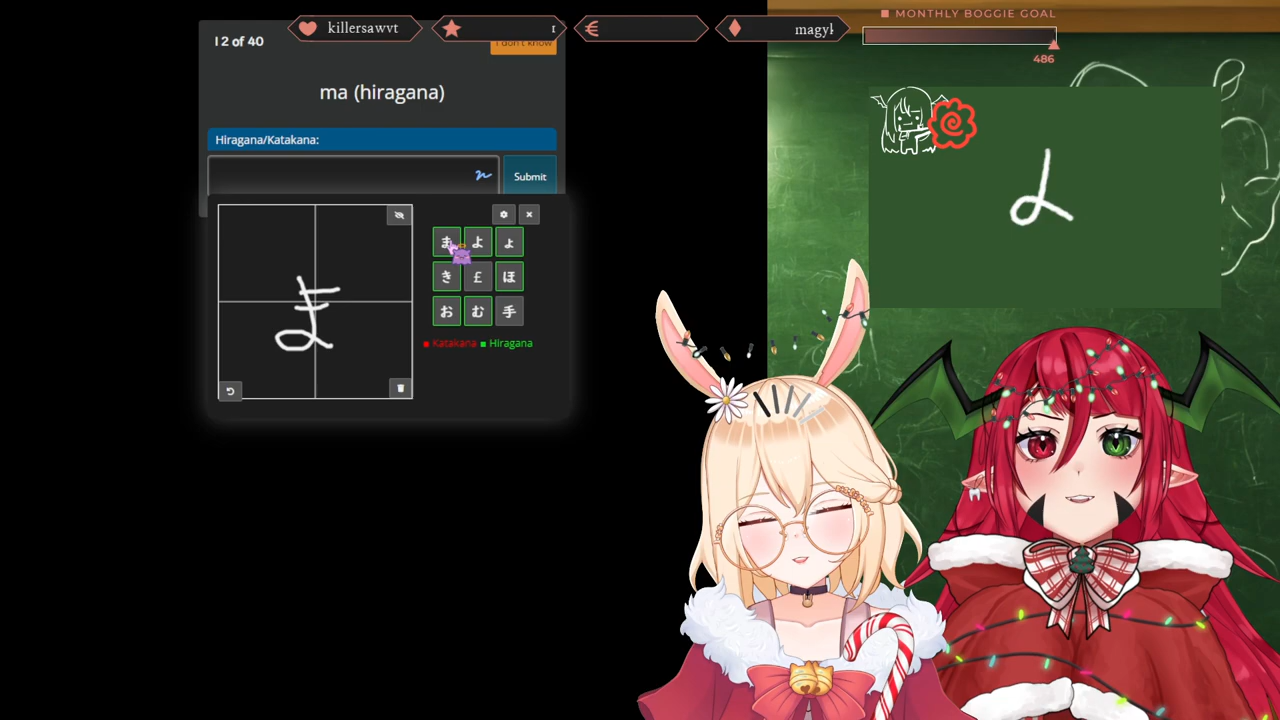 killersawvt
magył
MONTHLY BOGGIE GOAL
486
12 of 40
I don't know
ma (hiragana)
Hiragana/Katakana:
Submit
ま よ ょ
き £ ほ
お む 手
Katakana Hiragana
ま